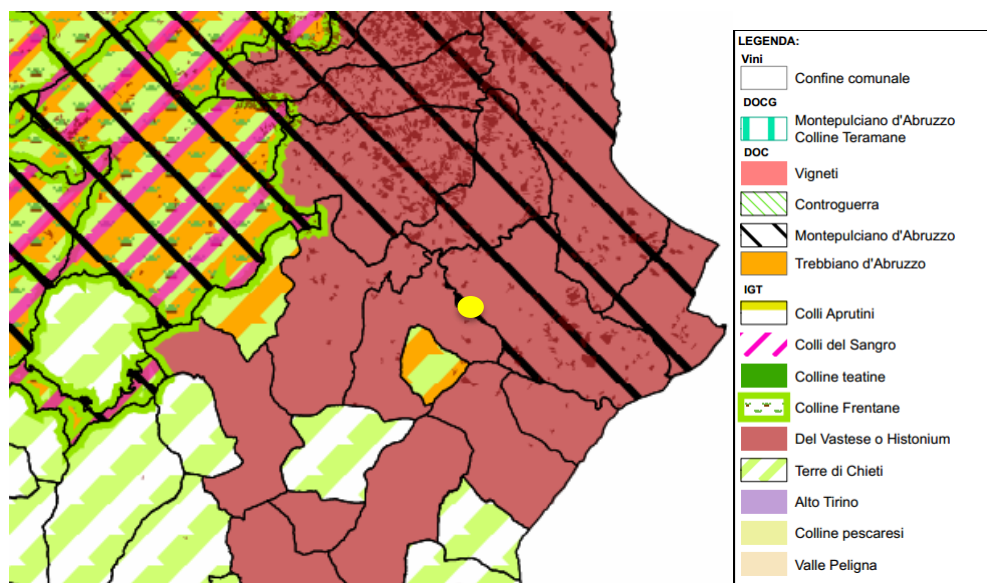 LEGENDA:
Vini
Confine comunale
DOCG
Montepulciano d'Abruzzo
Colline Teramane
DOC
Vigneti
Controguerra
Montepulciano d'Abruzzo
Trebbiano d'Abruzzo
IGT
Colli Aprutini
Colli del Sangro
Colline teatine
Colline Frentane
Del Vastese o Histonium
Terre di Chieti
Alto Tirino
Colline pescaresi
Valle Peligna